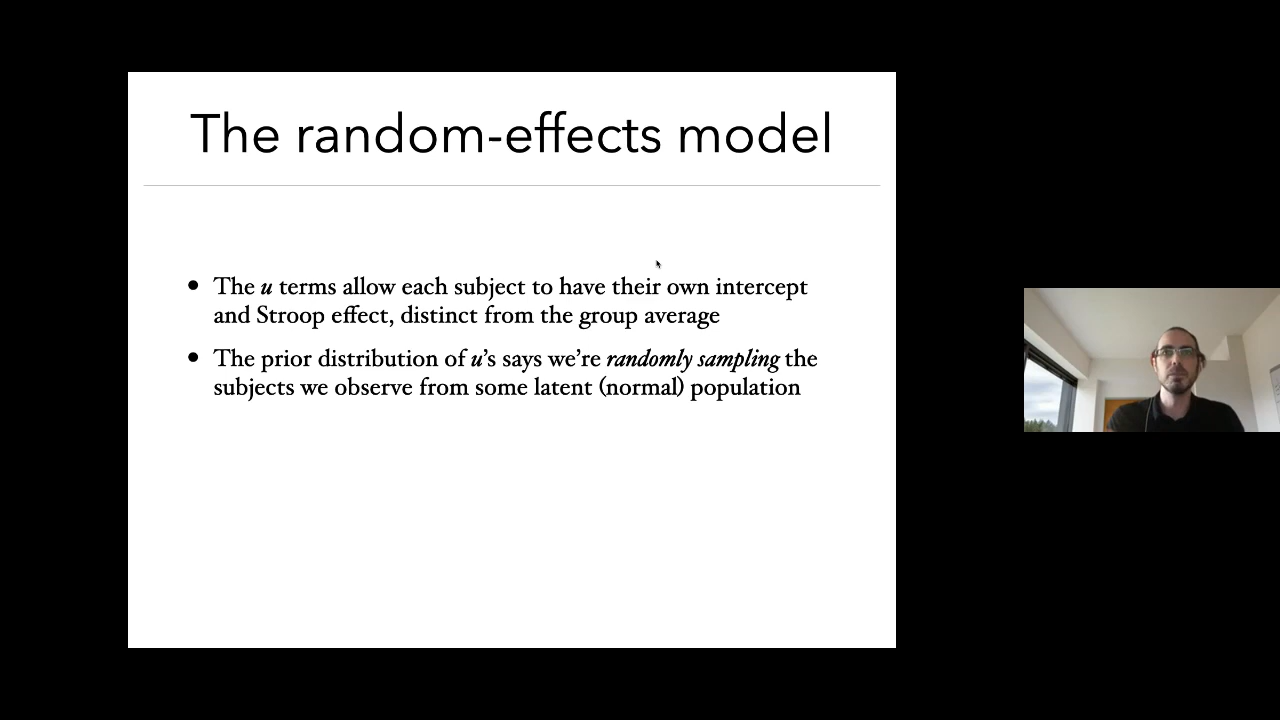 The random-effects model
• The u terms allow each subject to have their own intercept
and Stroop effect, distinct from the group average
• The prior distribution of u’s says we’re randomly sampling the
subjects we observe from some latent (normal) population